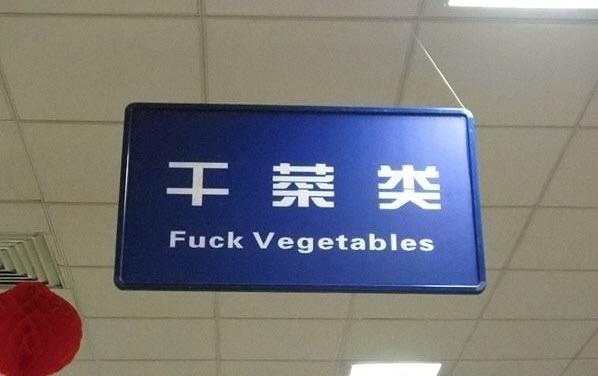 干菜类
Fuck Vegetables